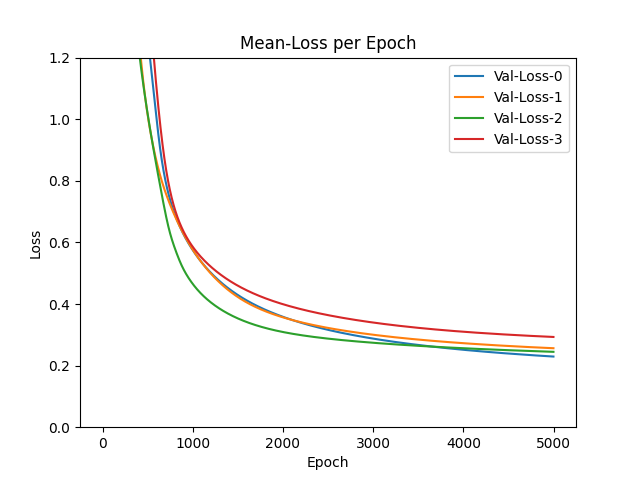 Mean-Loss per Epoch
Val-Loss-0
Val-Loss-1
Val-Loss-2
Val-Loss-3
1.2
1.0
0.8
0.6
0.4
0.2
0.0
Loss
0 1000 2000 3000 4000 5000
Epoch